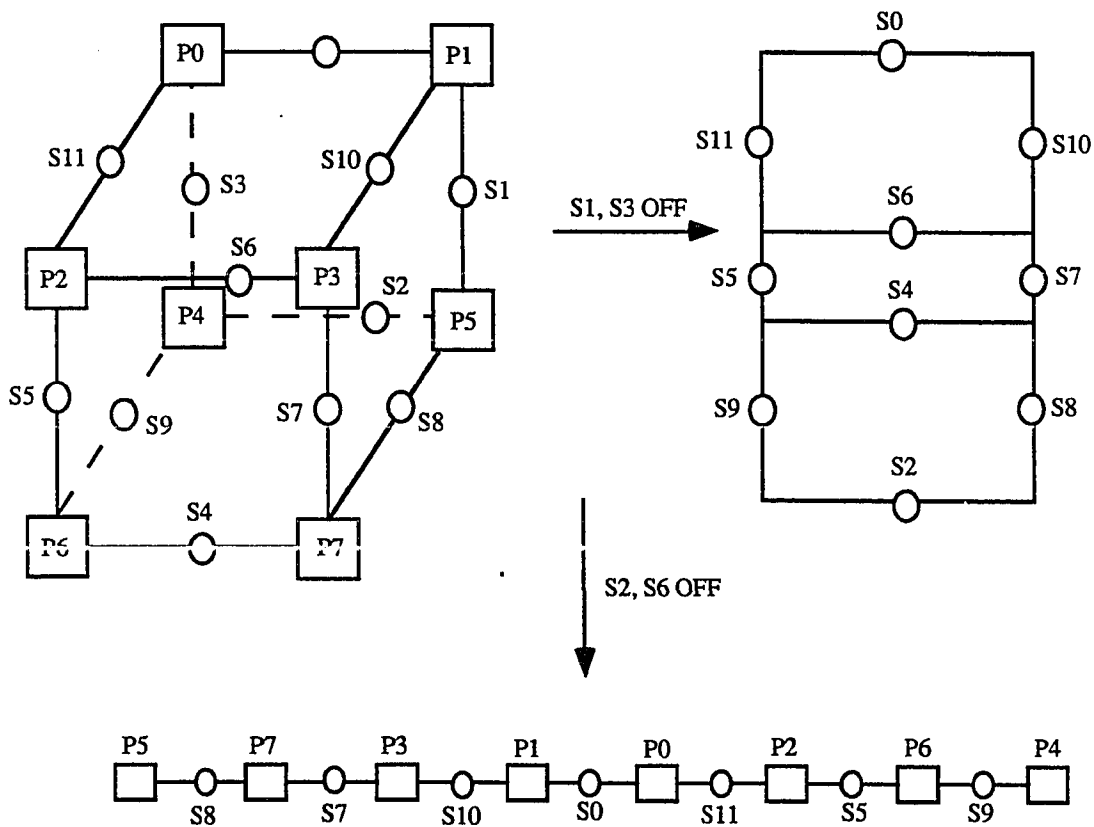 P0
P1
S11
S3
S10
S1
P2
S6
P3
P4
S2
P5
S5
S9
S7
S8
P6
S4
P7
S1, S3 OFF
S0
S11
S10
S6
S5
S7
S4
S9
S8
S2
S2, S6 OFF
P5 P7 P3 P1 P0 P2 P6 P4
S8 S7 S10 S0 S11 S5 S9